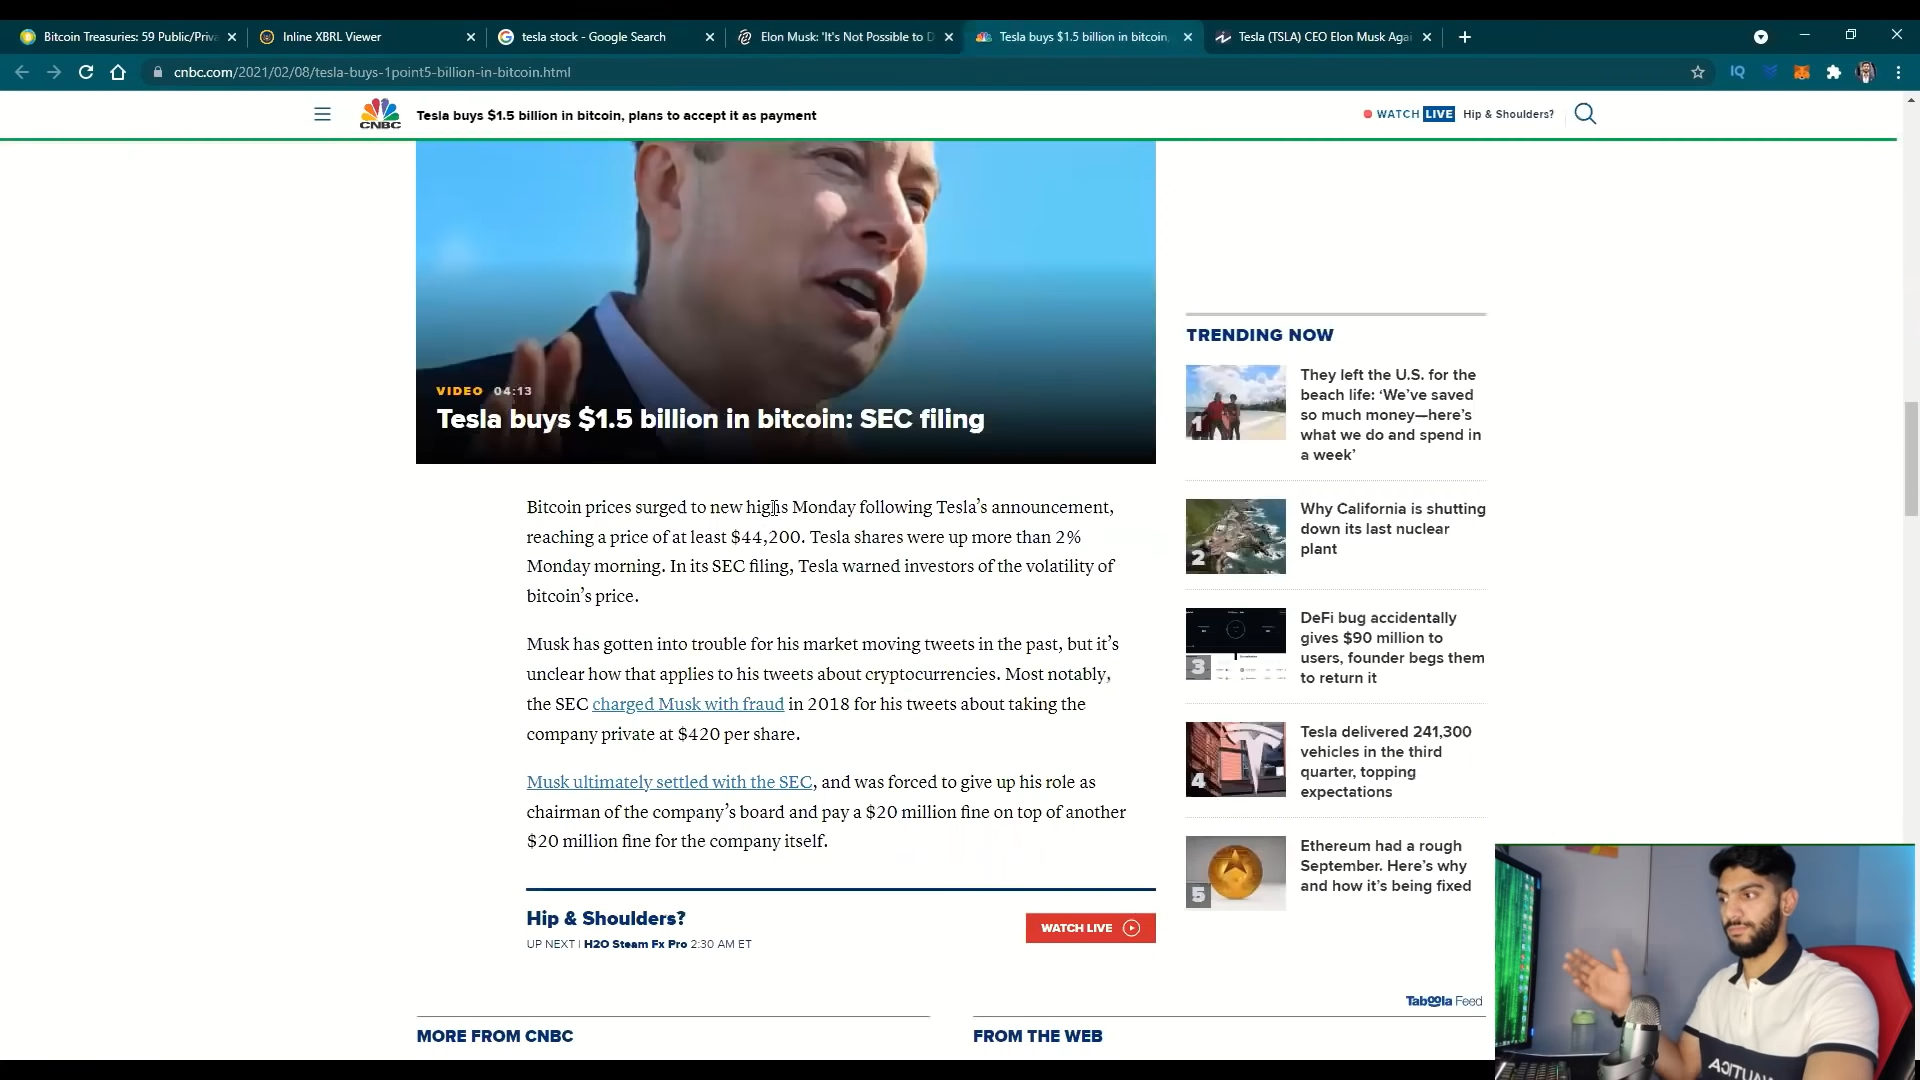 Bitcoin Treasuries: 59 Public/Priva
Inline XBRL Viewer
tesla stock - Google Search
Elon Musk: 'It's Not Possible to D
Tesla buys $1.5 billion in bitcoin,
Tesla (TSLA) CEO Elon Musk Agai
cnbc.com/2021/02/08/tesla-buys-1point5-billion-in-bitcoin.html
IQ
CNBC
Tesla buys $1.5 billion in bitcoin, plans to accept it as payment
WATCH LIVE Hip & Shoulders?
VIDEO 04:13
Tesla buys $1.5 billion in bitcoin: SEC filing
Bitcoin prices surged to new highs Monday following Tesla’s announcement,
reaching a price of at least $44,200. Tesla shares were up more than 2%
Monday morning. In its SEC filing, Tesla warned investors of the volatility of
bitcoin’s price.
Musk has gotten into trouble for his market moving tweets in the past, but it’s
unclear how that applies to his tweets about cryptocurrencies. Most notably,
the SEC charged Musk with fraud in 2018 for his tweets about taking the
company private at $420 per share.
Musk ultimately settled with the SEC, and was forced to give up his role as
chairman of the company’s board and pay a $20 million fine on top of another
$20 million fine for the company itself.
Hip & Shoulders?
UP NEXT | H2O Steam Fx Pro 2:30 AM ET
WATCH LIVE
MORE FROM CNBC
TRENDING NOW
1
They left the U.S. for the
beach life: ‘We’ve saved
so much money—here’s
what we do and spend in
a week’
2
Why California is shutting
down its last nuclear
plant
3
DeFi bug accidentally
gives $90 million to
users, founder begs them
to return it
4
Tesla delivered 241,300
vehicles in the third
quarter, topping
expectations
5
Ethereum had a rough
September. Here’s why
and how it’s being fixed
Taboola Feed
FROM THE WEB
NAUTICA